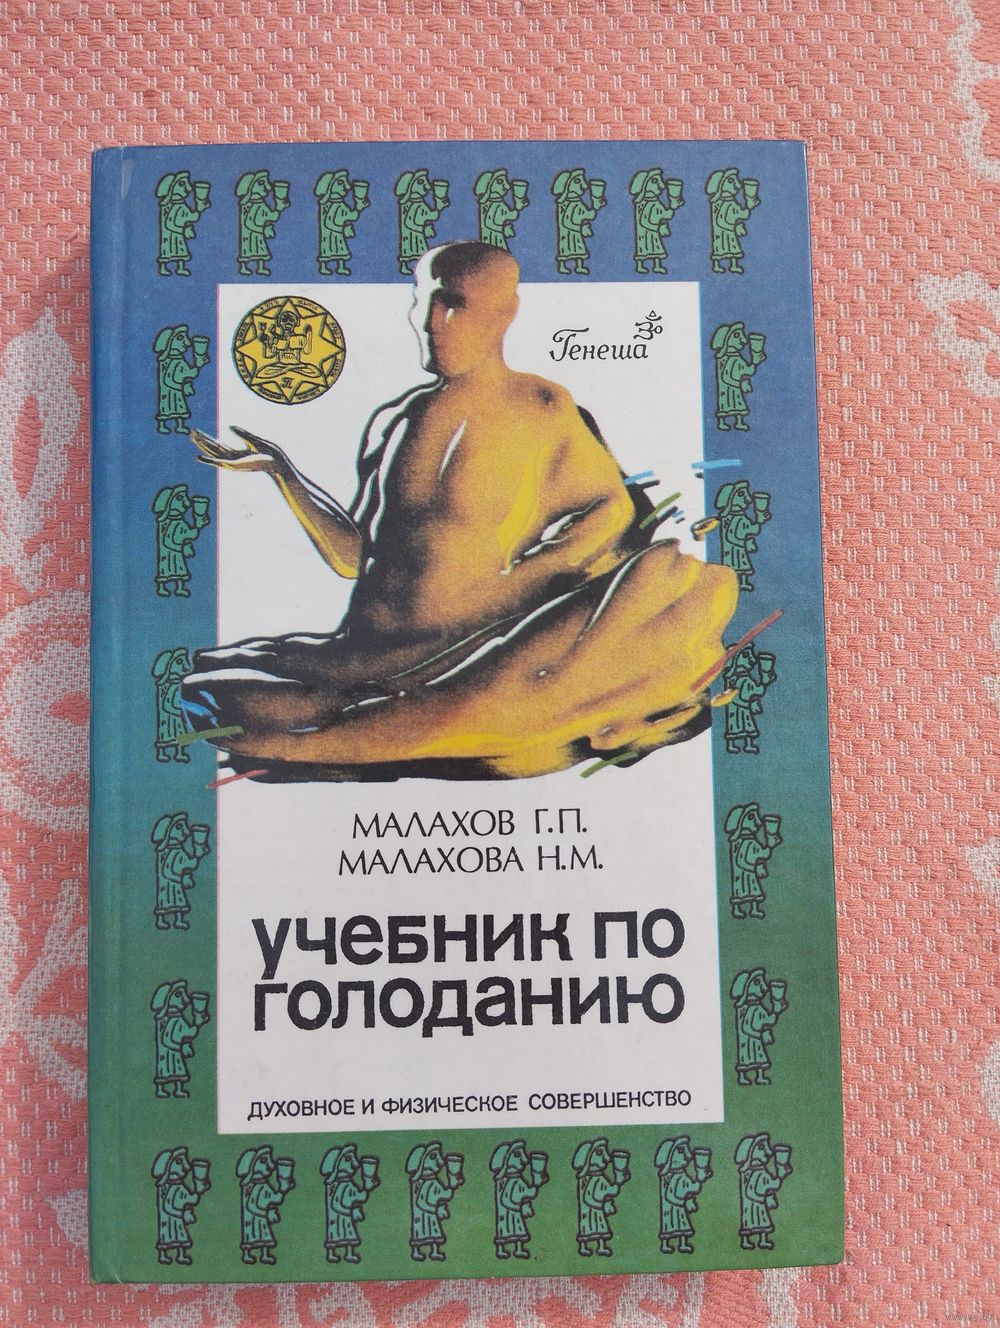 Генеша
МАЛАХОВ Г.П.
МАЛАХОВА Н.М.
УЧЕБНИК ПО
ГОЛОДАНИЮ
ДУХОВНОЕ И ФИЗИЧЕСКОЕ СОВЕРШЕНСТВО